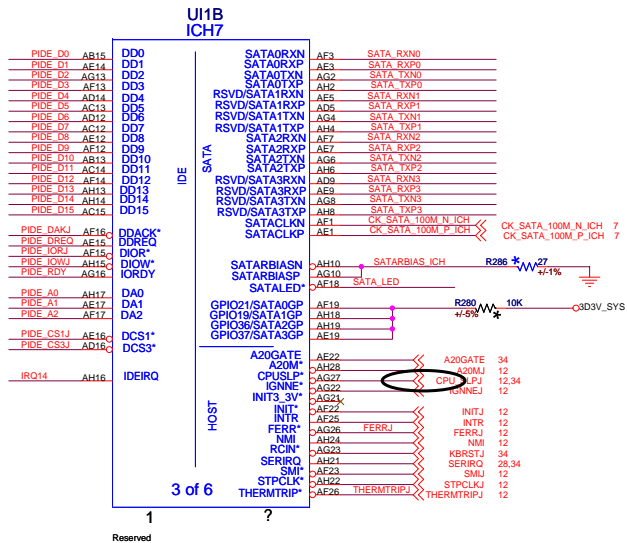 UI1B
ICH7
PIDE_D0 AB15 DD0 SATA0RXN AF3 SATA_RXN0
PIDE_D1 AE14 DD1 SATA0RXP AE3 SATA_RXP0
PIDE_D2 AG13 DD2 SATA0TXN AG2 SATA_TXN0
PIDE_D3 AF13 DD3 SATA0TXP AH2 SATA_TXP0
PIDE_D4 AD14 DD4 RSVD/SATA1RXN AF5 SATA_RXN1
PIDE_D5 AC13 DD5 RSVD/SATA1RXP AD5 SATA_RXP1
PIDE_D6 AD12 DD6 RSVD/SATA1TXN AG4 SATA_TXN1
PIDE_D7 AC12 DD7 RSVD/SATA1TXP AH4 SATA_TXP1
PIDE_D8 AE12 DD8 SATA2RXN AF7 SATA_RXN2
PIDE_D9 AF12 DD9 SATA2RXP AE7 SATA_RXP2
PIDE_D10 AB13 DD10 SATA2TXN AG6 SATA_TXN2
PIDE_D11 AC14 DD11 SATA2TXP AH6 SATA_TXP2
PIDE_D12 AF14 DD12 RSVD/SATA3RXN AD9 SATA_RXN3
PIDE_D13 AH13 DD13 RSVD/SATA3RXP AE9 SATA_RXP3
PIDE_D14 AH14 DD14 RSVD/SATA3TXN AG8 SATA_TXN3
PIDE_D15 AC15 DD15 RSVD/SATA3TXP AH8 SATA_TXP3
IDE
SATA
SATACLKN AF1 CK_SATA_100M_N_ICH CK_SATA_100M_N_ICH 7
SATACLKP AE1 CK_SATA_100M_P_ICH CK_SATA_100M_P_ICH 7
PIDE_DAKJ AF16 DDACK*
PIDE_DREQ AE15 DDREQ
PIDE_IORJ AF15 DIOR*
PIDE_IOWJ AH15 DIOW* SATARBIASN AH10 SATARBIAS_ICH R286 * 27
PIDE_RDY AG16 IORDY SATARBIASP AG10 +/-1%
SATALED* AF18 SATA_LED
PIDE_A0 AH17 DA0
PIDE_A1 AE17 DA1 GPIO21/SATA0GP AF19 R280 10K 3D3V_SYS
PIDE_A2 AF17 DA2 GPIO19/SATA1GP AH18 +/-5% *
GPIO36/SATA2GP AH19
PIDE_CS1J AE16 DCS1* GPIO37/SATA3GP AE19
PIDE_CS3J AD16 DCS3*
A20GATE AE22 A20GATE 34
A20M* AH28 A20MJ 12
IRQ14 AH16 IDEIRQ CPUSLP* AG27 CPU_SLPJ 12,34
IGNNE* AG22 IGNNEJ 12
INIT3_3V* AG21
HOST
INIT* AF22 INITJ 12
INTR AF25 INTR 12
FERR* AG26 FERRJ FERRJ 12
NMI AH24 NMI 12
RCIN* AG23 KBRSTJ 34
SERIRQ AH21 SERIRQ 28,34
SMI* AF23 SMIJ 12
STPCLK* AH22 STPCLKJ 12
THERMTRIP* AF26 THERMTRIPJ THERMTRIPJ 12
3 of 6
1 ?
Reserved